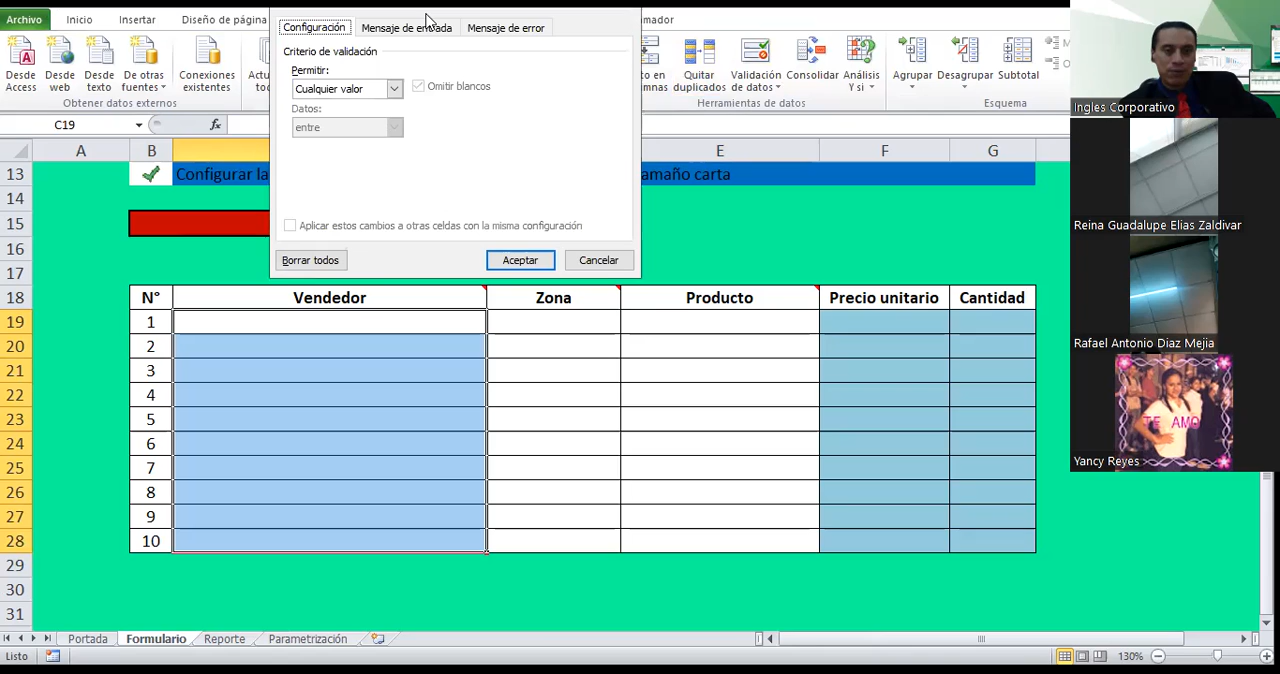 Archivo Inicio Insertar Diseño de página amador
Configuración Mensaje de entrada Mensaje de error
Criterio de validación
Permitir:
Cualquier valor Omitir blancos
Datos:
entre
Aplicar estos cambios a otras celdas con la misma configuración
Borrar todos Aceptar Cancelar
Desde Access
Desde web
Desde texto
De otras fuentes
Conexiones existentes
Actu
to en
mnas
Quitar duplicados
Validación de datos
Consolidar
Análisis Y si
Agrupar
Desagrupar
Subtotal
Obtener datos externos Herramientas de datos Esquema
C19 fx
A B E F G
13 Configurar la amaño carta
14
15
16
17
18 N° Vendedor Zona Producto Precio unitario Cantidad
19 1
20 2
21 3
22 4
23 5
24 6
25 7
26 8
27 9
28 10
29
30
31
Portada Formulario Reporte Parametrización
Listo 130%
Ingles Corporativo
Reina Guadalupe Elias Zaldivar
Rafael Antonio Diaz Mejia
TE AMO
Yancy Reyes